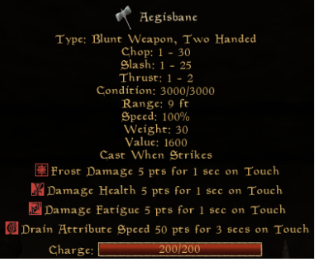 Aegisbane
Type: Blunt Weapon, Two Handed
Chop: 1 - 30
Slash: 1 - 25
Thrust: 1 - 2
Condition: 3000/3000
Range: 9 ft
Speed: 100%
Weight: 30
Value: 1600
Cast When Strikes
Frost Damage 5 pts for 1 sec on Touch
Damage Health 5 pts for 1 sec on Touch
Damage Fatigue 5 pts for 1 sec on Touch
Drain Attribute Speed 50 pts for 3 secs on Touch
Charge: 200/200